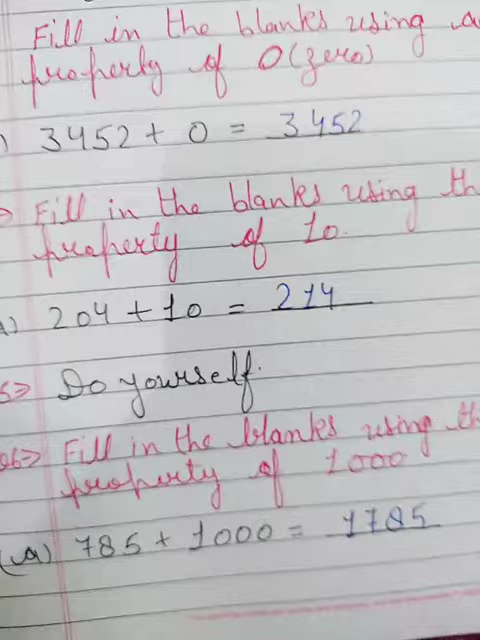 Fill in the blanks using a
property of 0(zero)
) 3452 + 0 = 3452
Fill in the blanks using th
property of 10.
A) 204 + 10 = 214
5=> Do yourself.
Q6=> Fill in the blanks using th
property of 1000
(a) 785 + 1000 = 1785